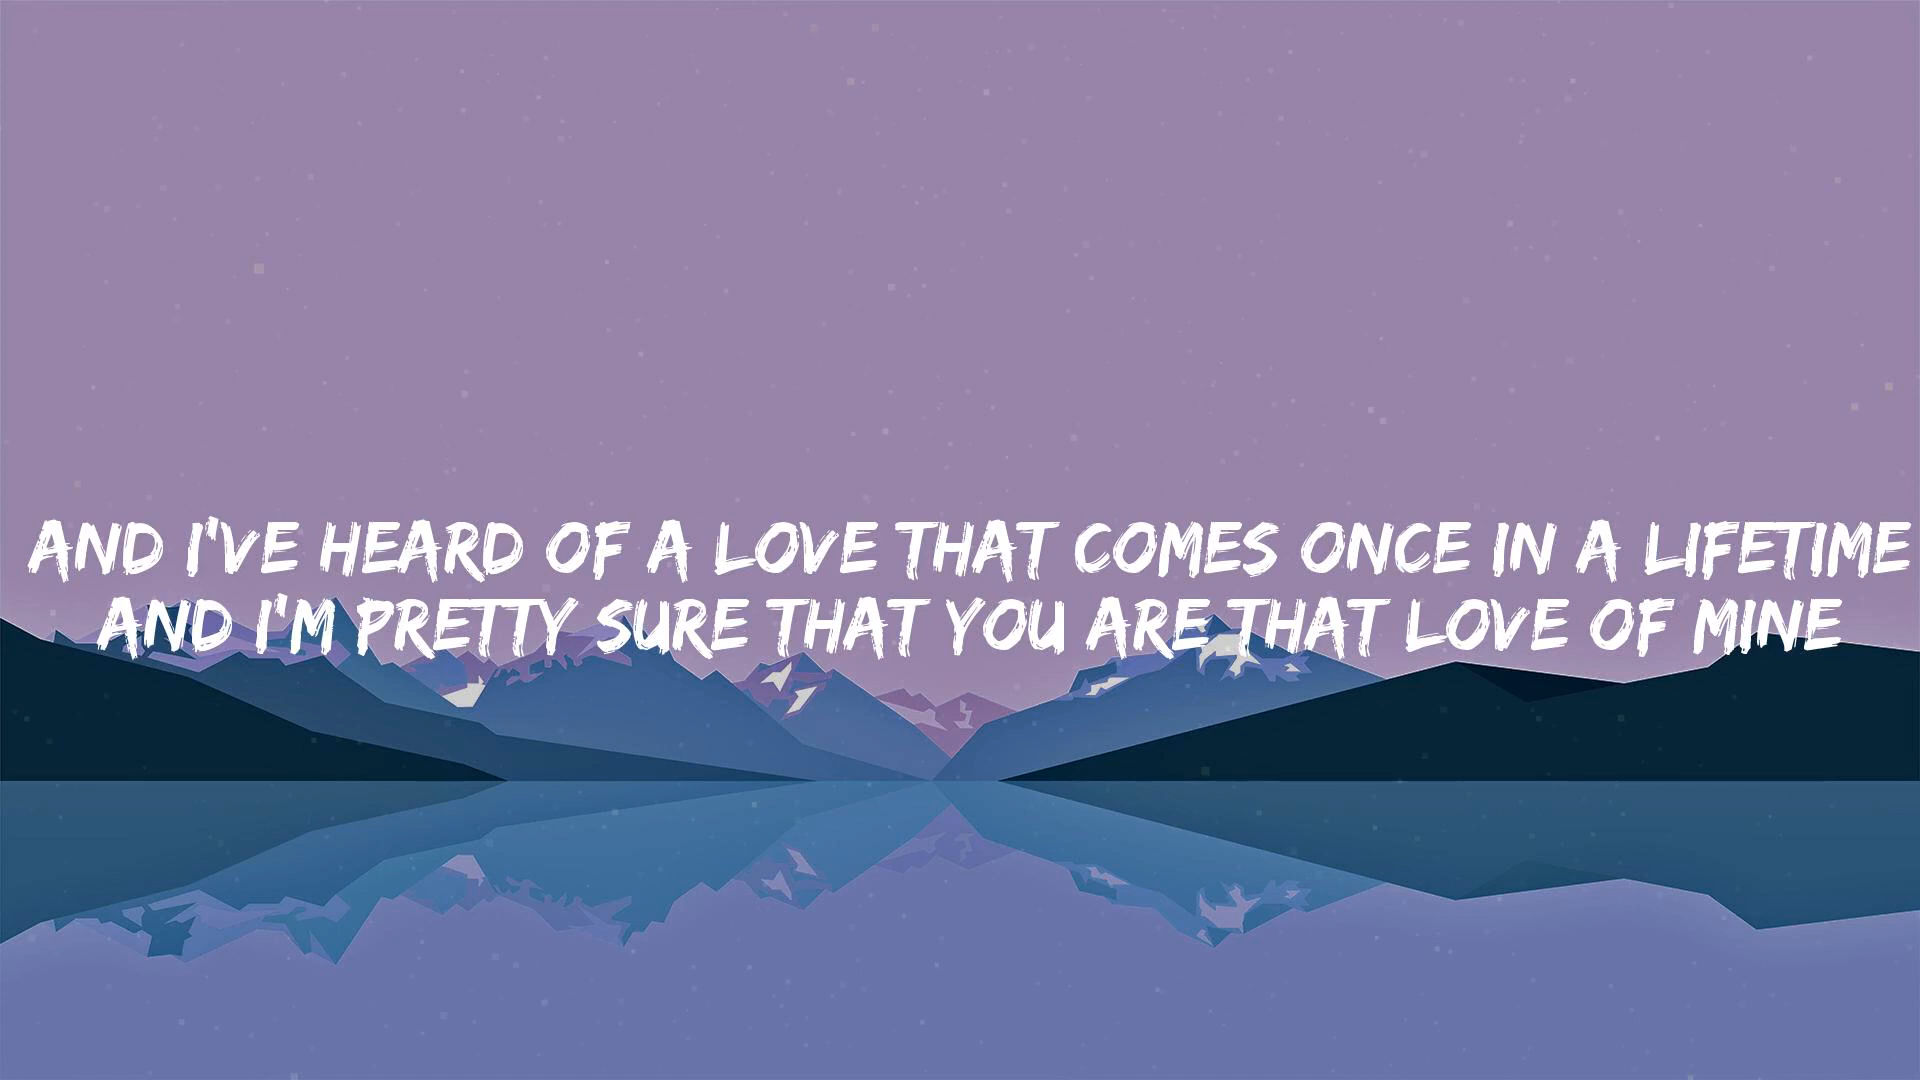 AND I'VE HEARD OF A LOVE THAT COMES ONCE IN A LIFETIME
AND I'M PRETTY SURE THAT YOU ARE THAT LOVE OF MINE